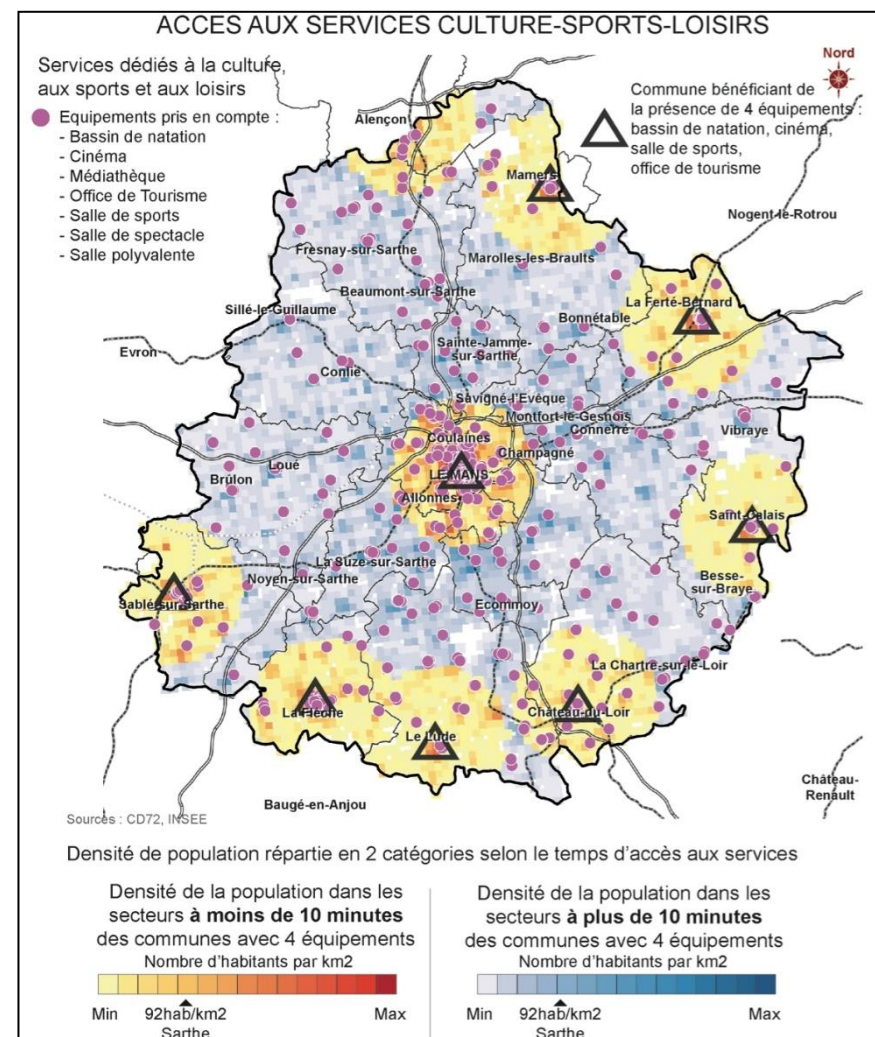 ACCES AUX SERVICES CULTURE-SPORTS-LOISIRS
Services dédiés à la culture,
aux sports et aux loisirs
Equipements pris en compte :
- Bassin de natation
- Cinéma
- Médiathèque
- Office de Tourisme
- Salle de sports
- Salle de spectacle
- Salle polyvalente
Nord
Commune bénéficiant de
la présence de 4 équipements :
bassin de natation, cinéma,
salle de sports,
office de tourisme
Alençon
Mamers
Nogent-le-Rotrou
Fresnay-sur-Sarthe
Marolles-les-Braults
Beaumont-sur-Sarthe
La Ferté-Bernard
Sillé-le-Guillaume
Bonnétable
Evron
Sainte-Jamme-
sur-Sarthe
Conlie
Savigné-l'Evêque
Montfort-le-Gesnois
Connerré
Vibraye
Coulaines
Champagné
Loué
LE MANS
Brûlon
Allonnes
Saint-Calais
La Suze-sur-Sarthe
Noyen-sur-Sarthe
Besse-
sur-Braye
Sablé-sur-Sarthe
Ecommoy
La Chartre-sur-le-Loir
La Flèche
Château-du-Loir
Le Lude
Château-
Renault
Baugé-en-Anjou
Sources : CD72, INSEE
Densité de population répartie en 2 catégories selon le temps d'accès aux services
Densité de la population dans les
secteurs à moins de 10 minutes
des communes avec 4 équipements
Nombre d'habitants par km2
Min
92hab/km2
Max
Sarthe
Densité de la population dans les
secteurs à plus de 10 minutes
des communes avec 4 équipements
Nombre d'habitants par km2
Min
92hab/km2
Max
Sarthe